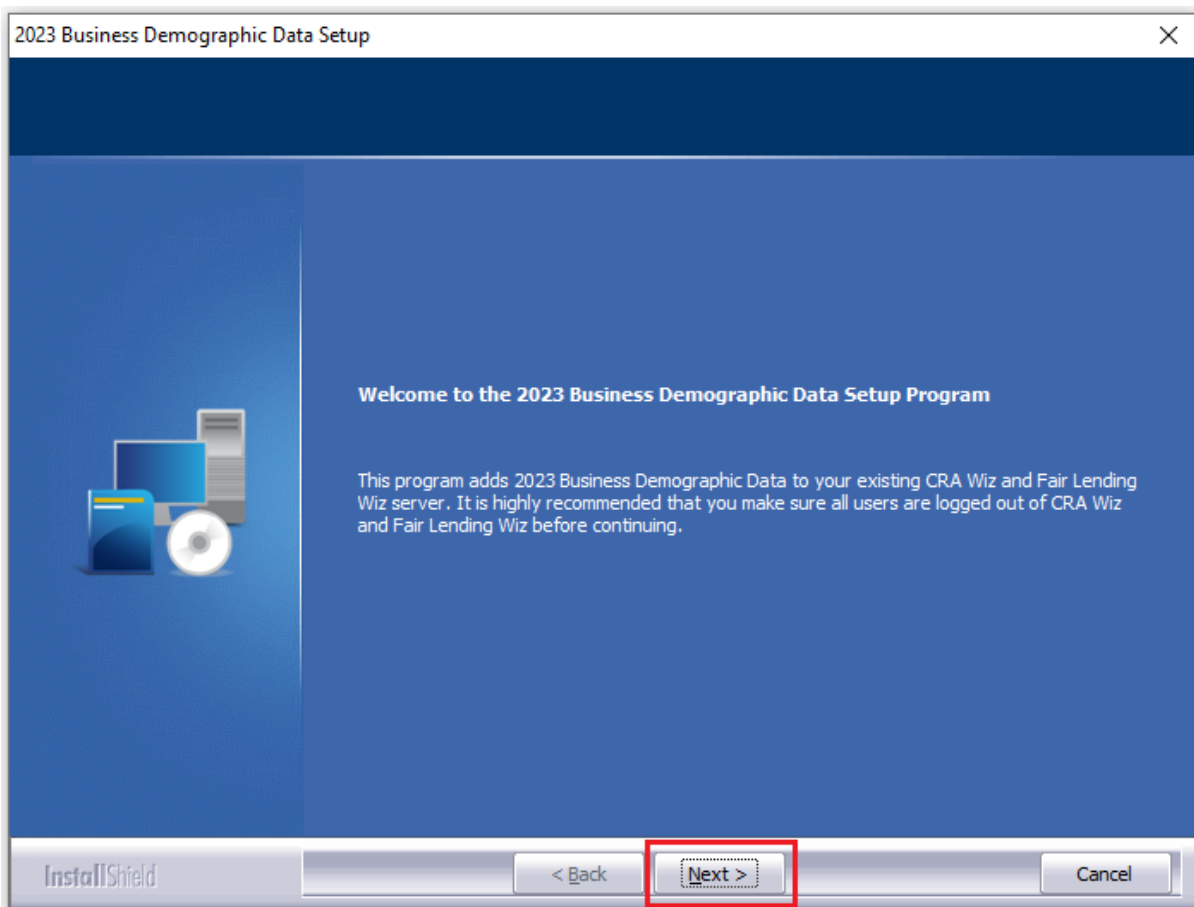 2023 Business Demographic Data Setup
Welcome to the 2023 Business Demographic Data Setup Program
This program adds 2023 Business Demographic Data to your existing CRA Wiz and Fair Lending
Wiz server. It is highly recommended that you make sure all users are logged out of CRA Wiz
and Fair Lending Wiz before continuing.
InstallShield
< Back
Next >
Cancel